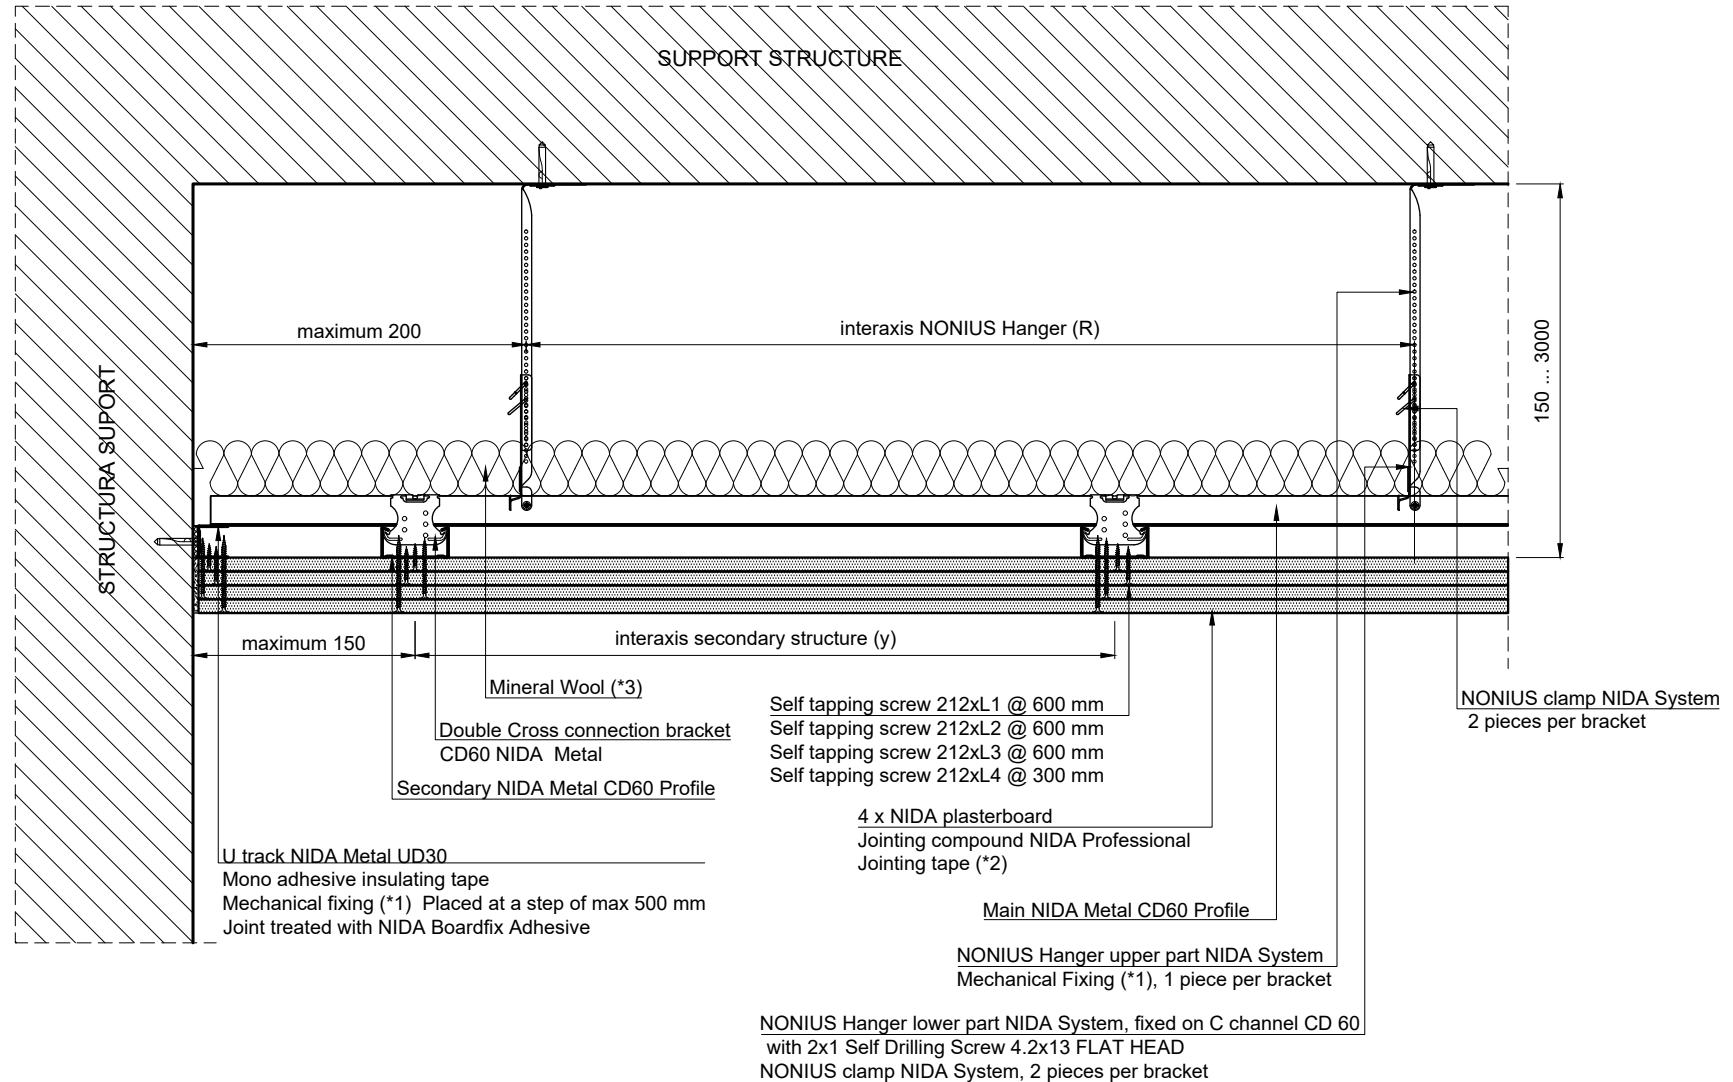 SUPPORT STRUCTURE
STRUCTURA SUPORT
maximum 200
interaxis NONIUS Hanger (R)
150 ... 3000
maximum 150
interaxis secondary structure (y)
Mineral Wool (*3)
Double Cross connection bracket
CD60 NIDA  Metal
Secondary NIDA Metal CD60 Profile
U track NIDA Metal UD30
Mono adhesive insulating tape
Mechanical fixing (*1)  Placed at a step of max 500 mm
Joint treated with NIDA Boardfix Adhesive
Self tapping screw 212xL1 @ 600 mm
Self tapping screw 212xL2 @ 600 mm
Self tapping screw 212xL3 @ 600 mm
Self tapping screw 212xL4 @ 300 mm
4 x NIDA plasterboard
Jointing compound NIDA Professional
Jointing tape (*2)
Main NIDA Metal CD60 Profile
NONIUS Hanger upper part NIDA System
Mechanical Fixing (*1), 1 piece per bracket
NONIUS Hanger lower part NIDA System, fixed on C channel CD 60
with 2x1 Self Drilling Screw 4.2x13 FLAT HEAD
NONIUS clamp NIDA System, 2 pieces per bracket
NONIUS clamp NIDA System
2 pieces per bracket